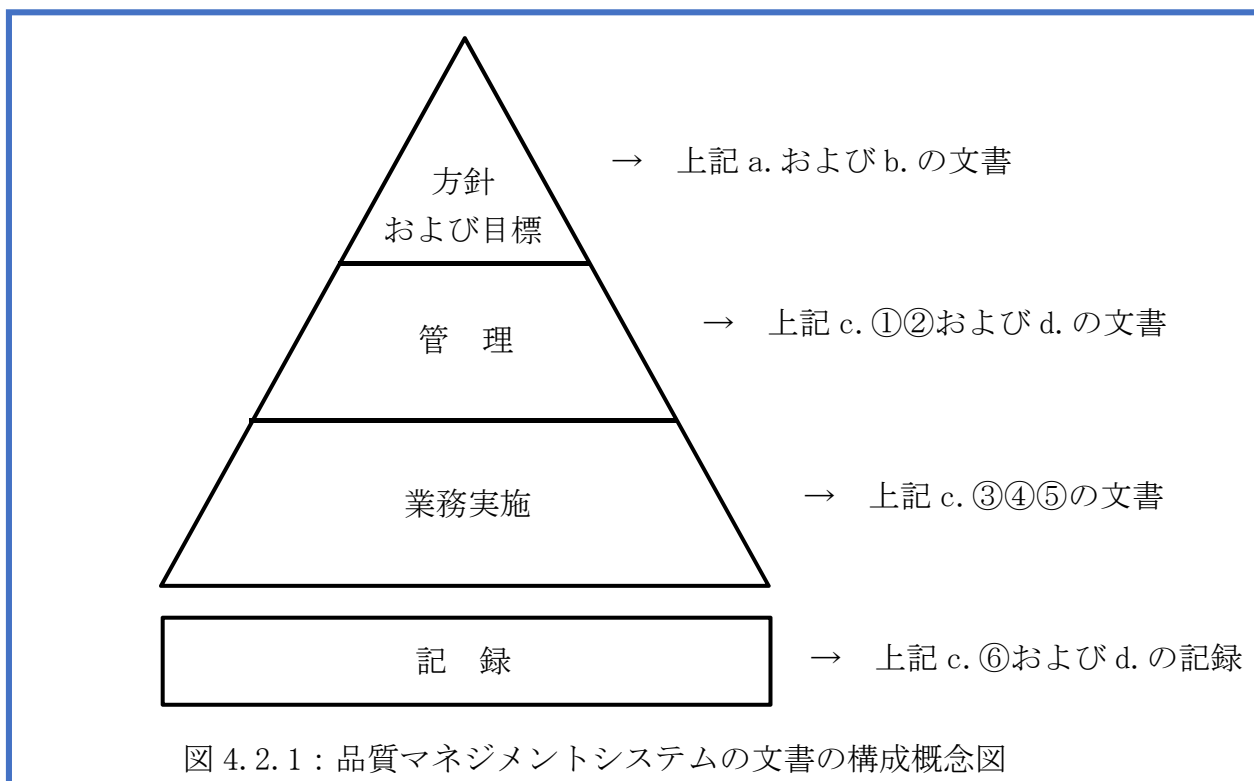 方針
および目標
→ 上記 a.および b.の文書
管 理
→ 上記 c.①②および d.の文書
業務実施
→ 上記 c.③④⑤の文書
記 録
→ 上記 c.⑥および d.の記録
図 4.2.1：品質マネジメントシステムの文書の構成概念図